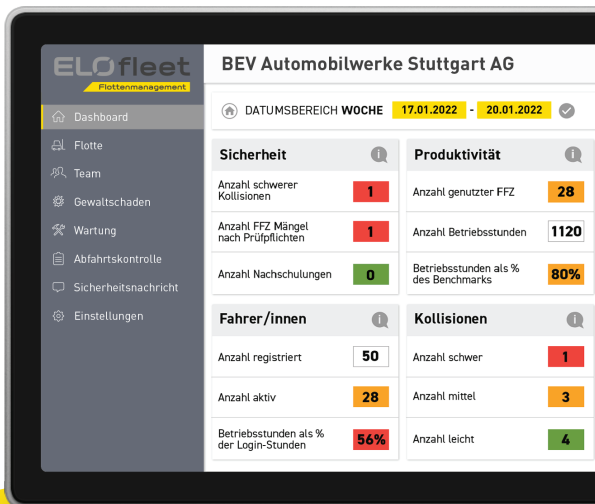 ELOfleet
Flottenmanagement
Dashboard
Flotte
Team
Gewaltschaden
Wartung
Abfahrtskontrolle
Sicherheitsnachricht
Einstellungen
BEV Automobilwerke Stuttgart AG
DATUMSBEREICH WOCHE 17.01.2022 - 20.01.2022
Sicherheit
Anzahl schwerer
Kollisionen
1
Anzahl FFZ Mängel
nach Prüfpflichten
1
Anzahl Nachschulungen
0
Produktivität
Anzahl genutzter FFZ
28
Anzahl Betriebsstunden
1120
Betriebsstunden als %
des Benchmarks
80%
Fahrer/innen
Anzahl registriert
50
Anzahl aktiv
28
Betriebsstunden als %
der Login-Stunden
56%
Kollisionen
Anzahl schwer
1
Anzahl mittel
3
Anzahl leicht
4